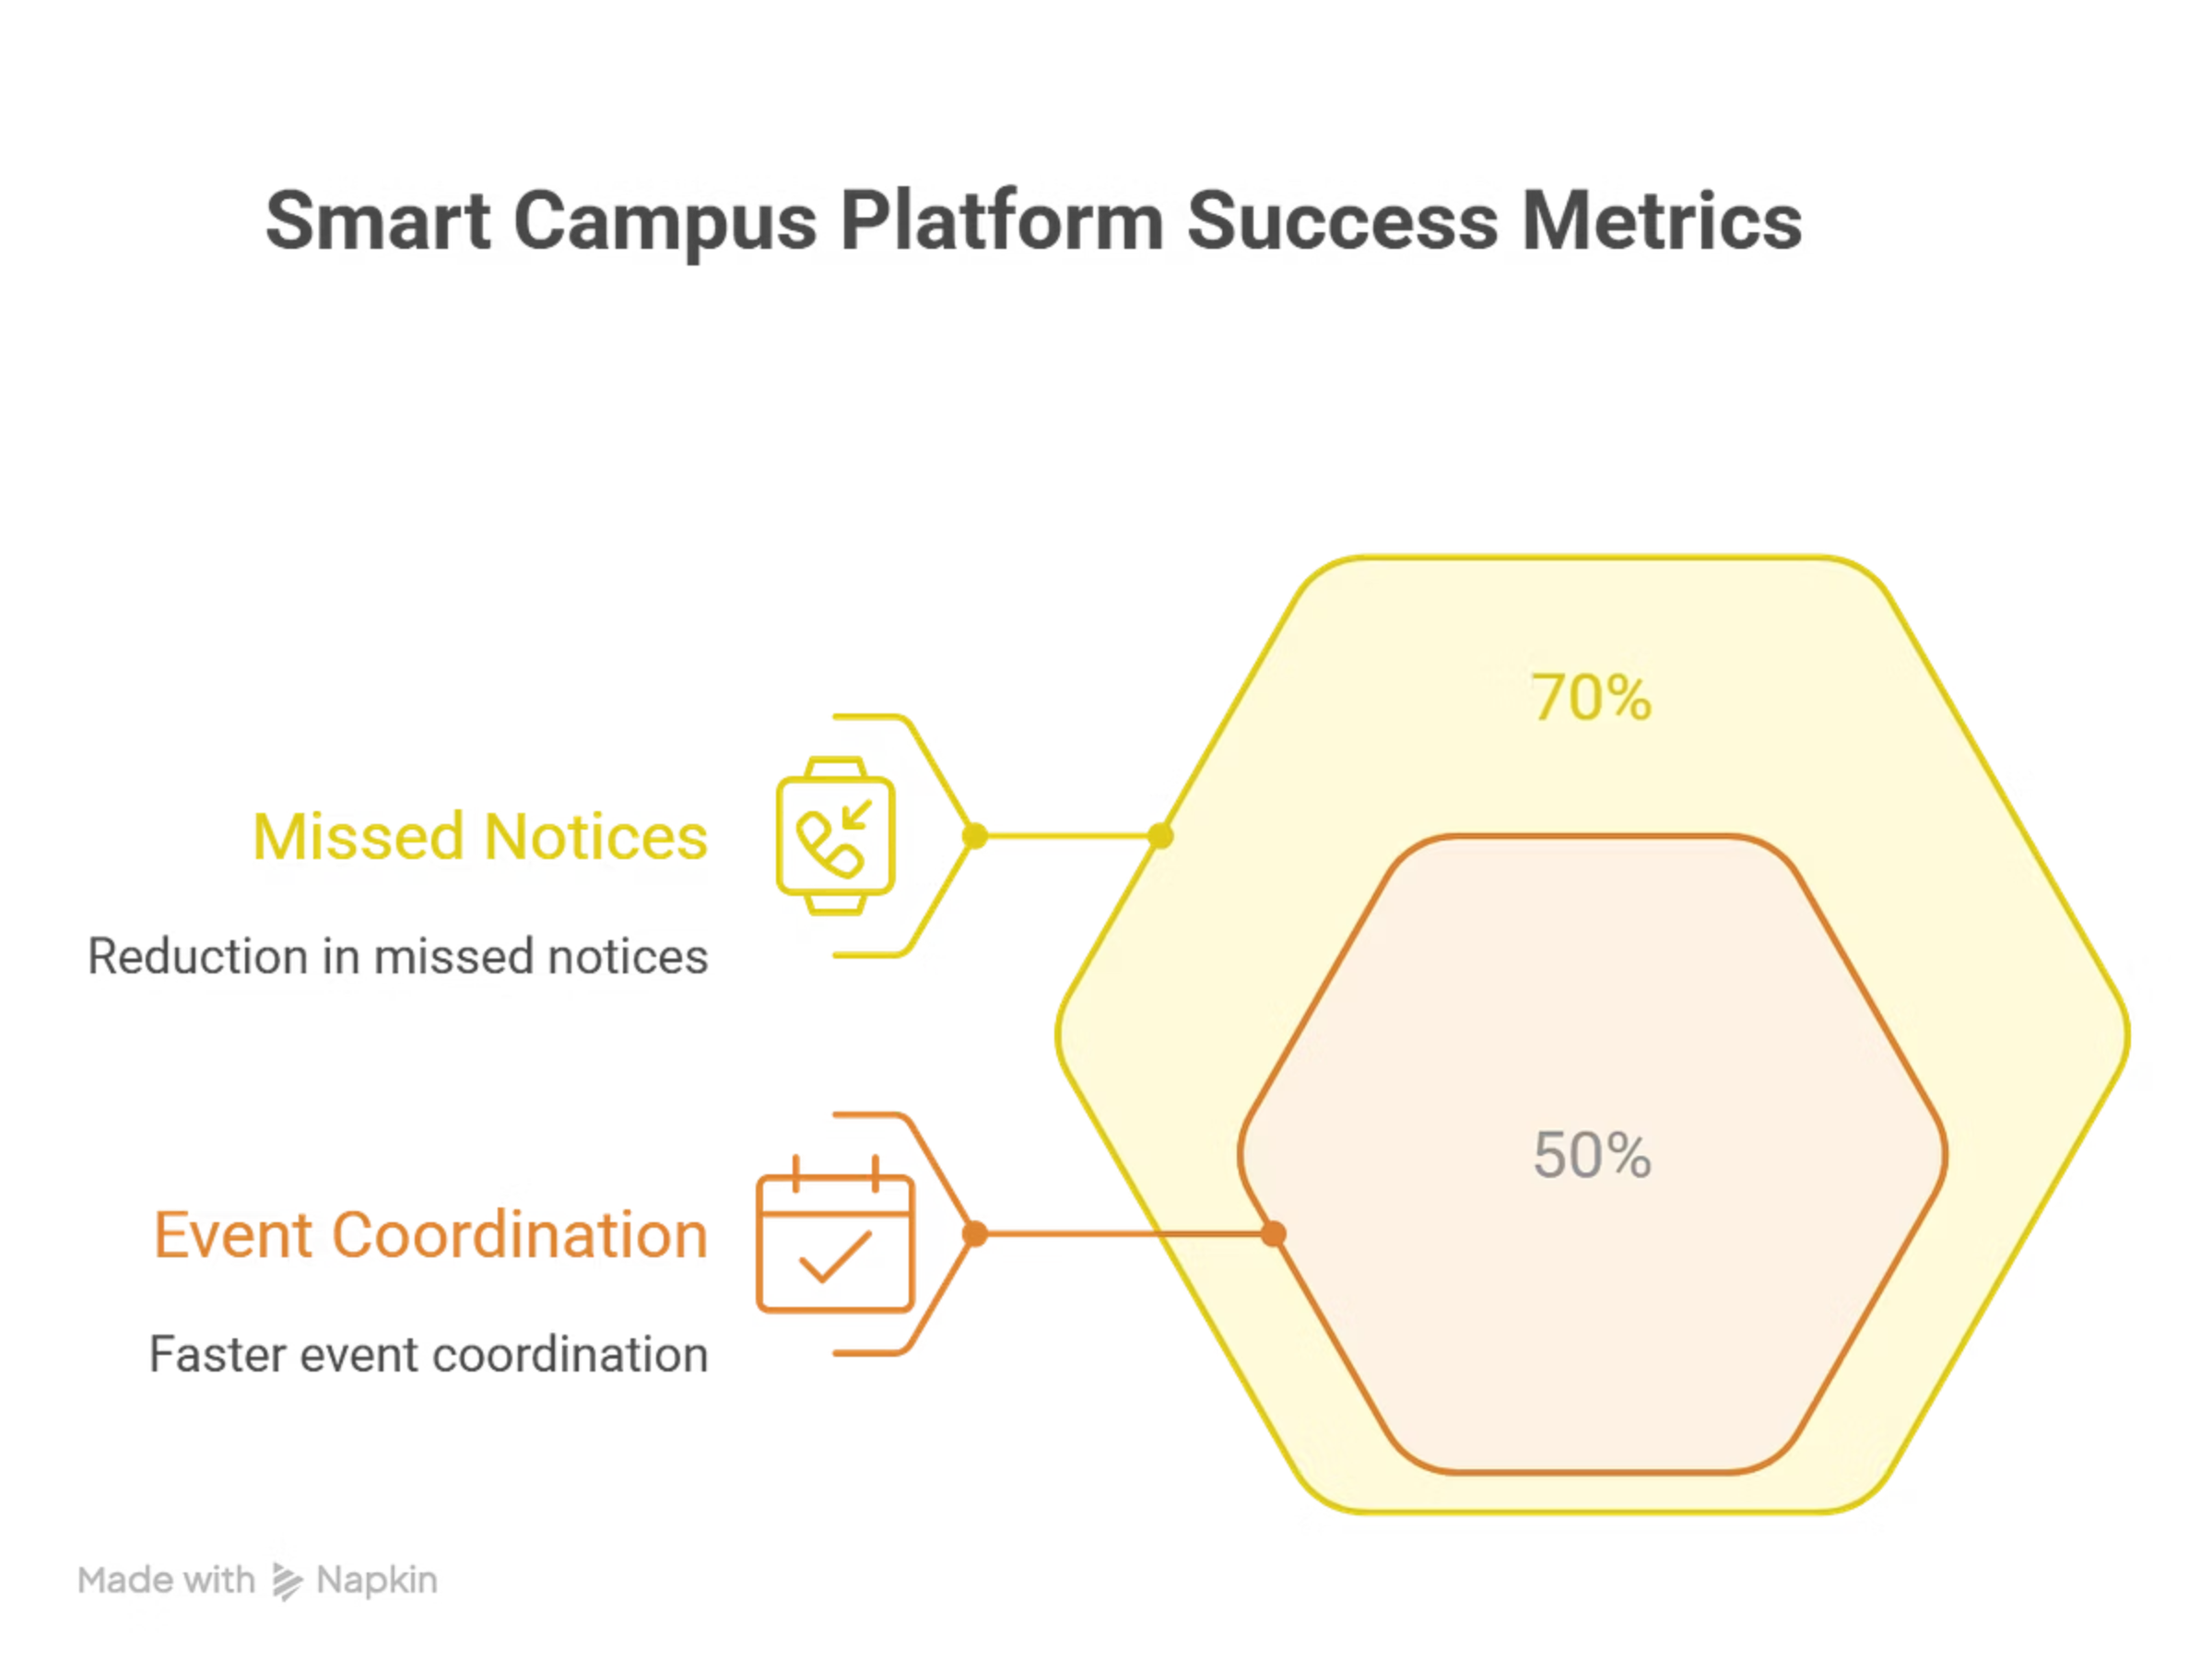 Smart Campus Platform Success Metrics
70%
Missed Notices
Reduction in missed notices
50%
Event Coordination
Faster event coordination
Made with Napkin